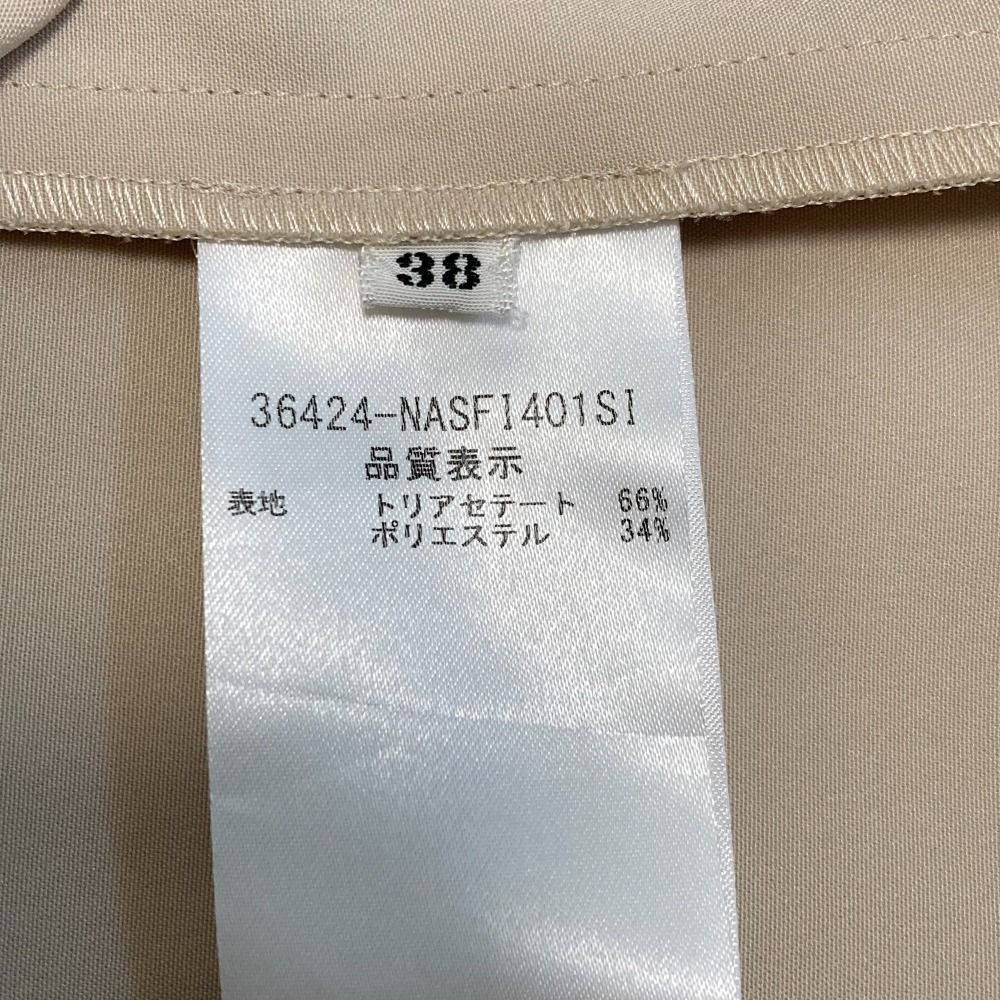 38
36424-NASFI401SI
品質表示
表地 トリアセテート 66%
ポリエステル 34%